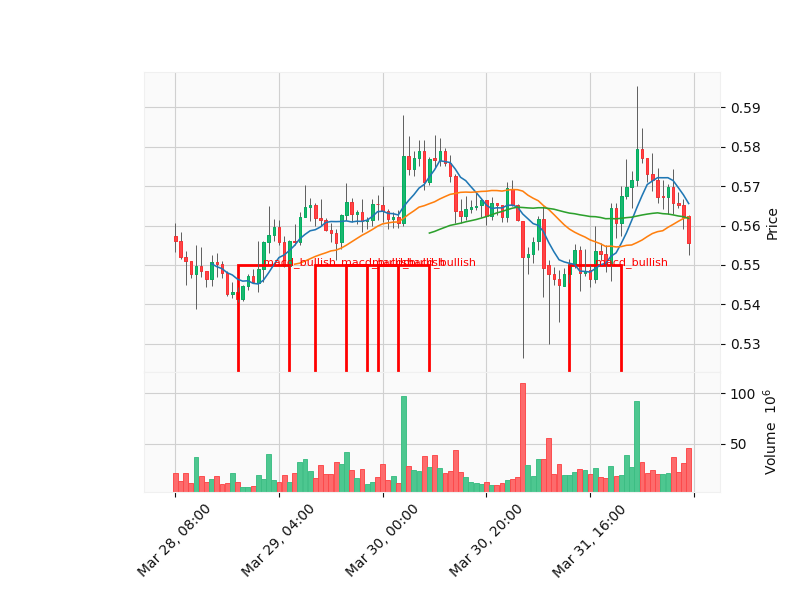 0.59
0.58
0.57
0.56
0.55
0.54
0.53
Price
macd_bullish
macd_bullish
macd_bullish
100
50
Volume 10^6
Mar 28, 08:00
Mar 29, 04:00
Mar 30, 00:00
Mar 30, 20:00
Mar 31, 16:00